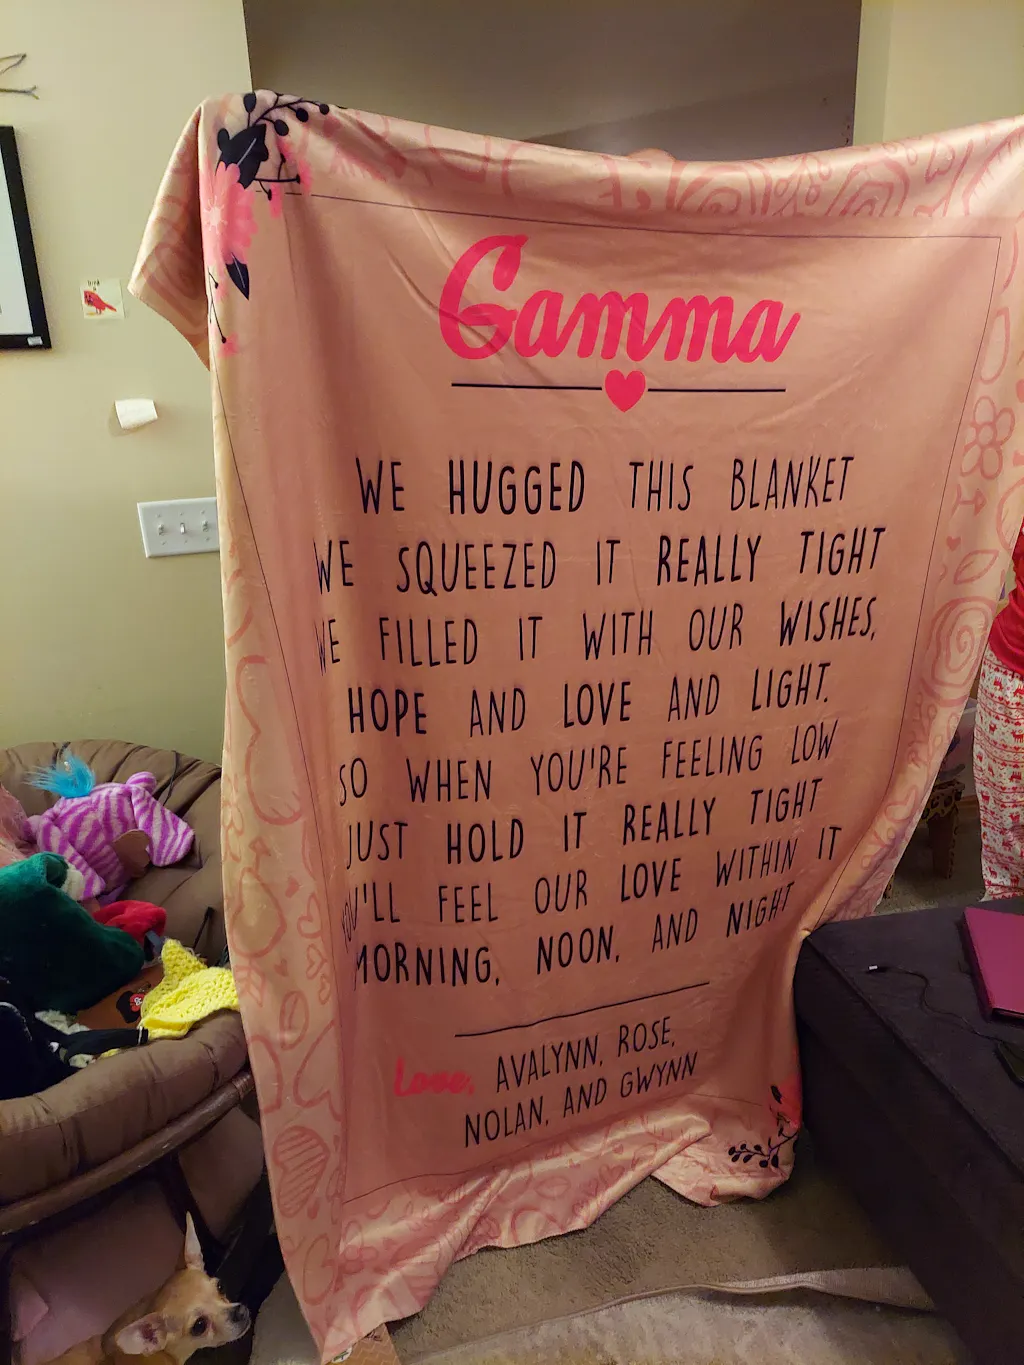 Gamma
WE HUGGED THIS BLANKET
WE SQUEEZED IT REALLY TIGHT
WE FILLED IT WITH OUR WISHES,
HOPE AND LOVE AND LIGHT.
SO WHEN YOU'RE FEELING LOW
JUST HOLD IT REALLY TIGHT
YOU'LL FEEL OUR LOVE WITHIN IT
MORNING, NOON, AND NIGHT
Love, AVALYNN, ROSE,
NOLAN, AND GWYNN